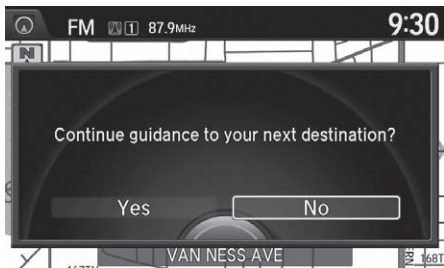 FM 1 87.9MHz 9:30
N
Continue guidance to your next destination?
Yes No
VAN NESS AVE